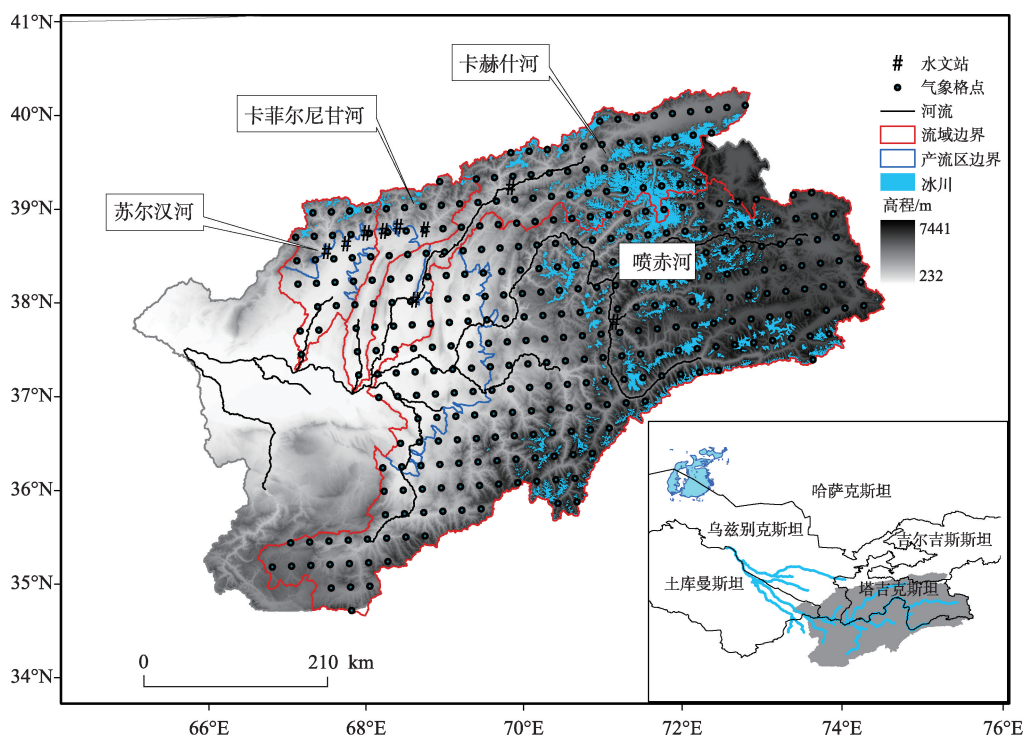 41°N
40°N
39°N
38°N
37°N
36°N
35°N
34°N
66°E
68°E
70°E
72°E
74°E
76°E
卡赫什河
卡菲尔尼甘河
苏尔汉河
喷赤河
# 水文站
气象格点
河流
流域边界
产流区边界
冰川
高程/m
7441
232
0 210 km
哈萨克斯坦
乌兹别克斯坦
吉尔吉斯斯坦
土库曼斯坦
塔吉克斯坦